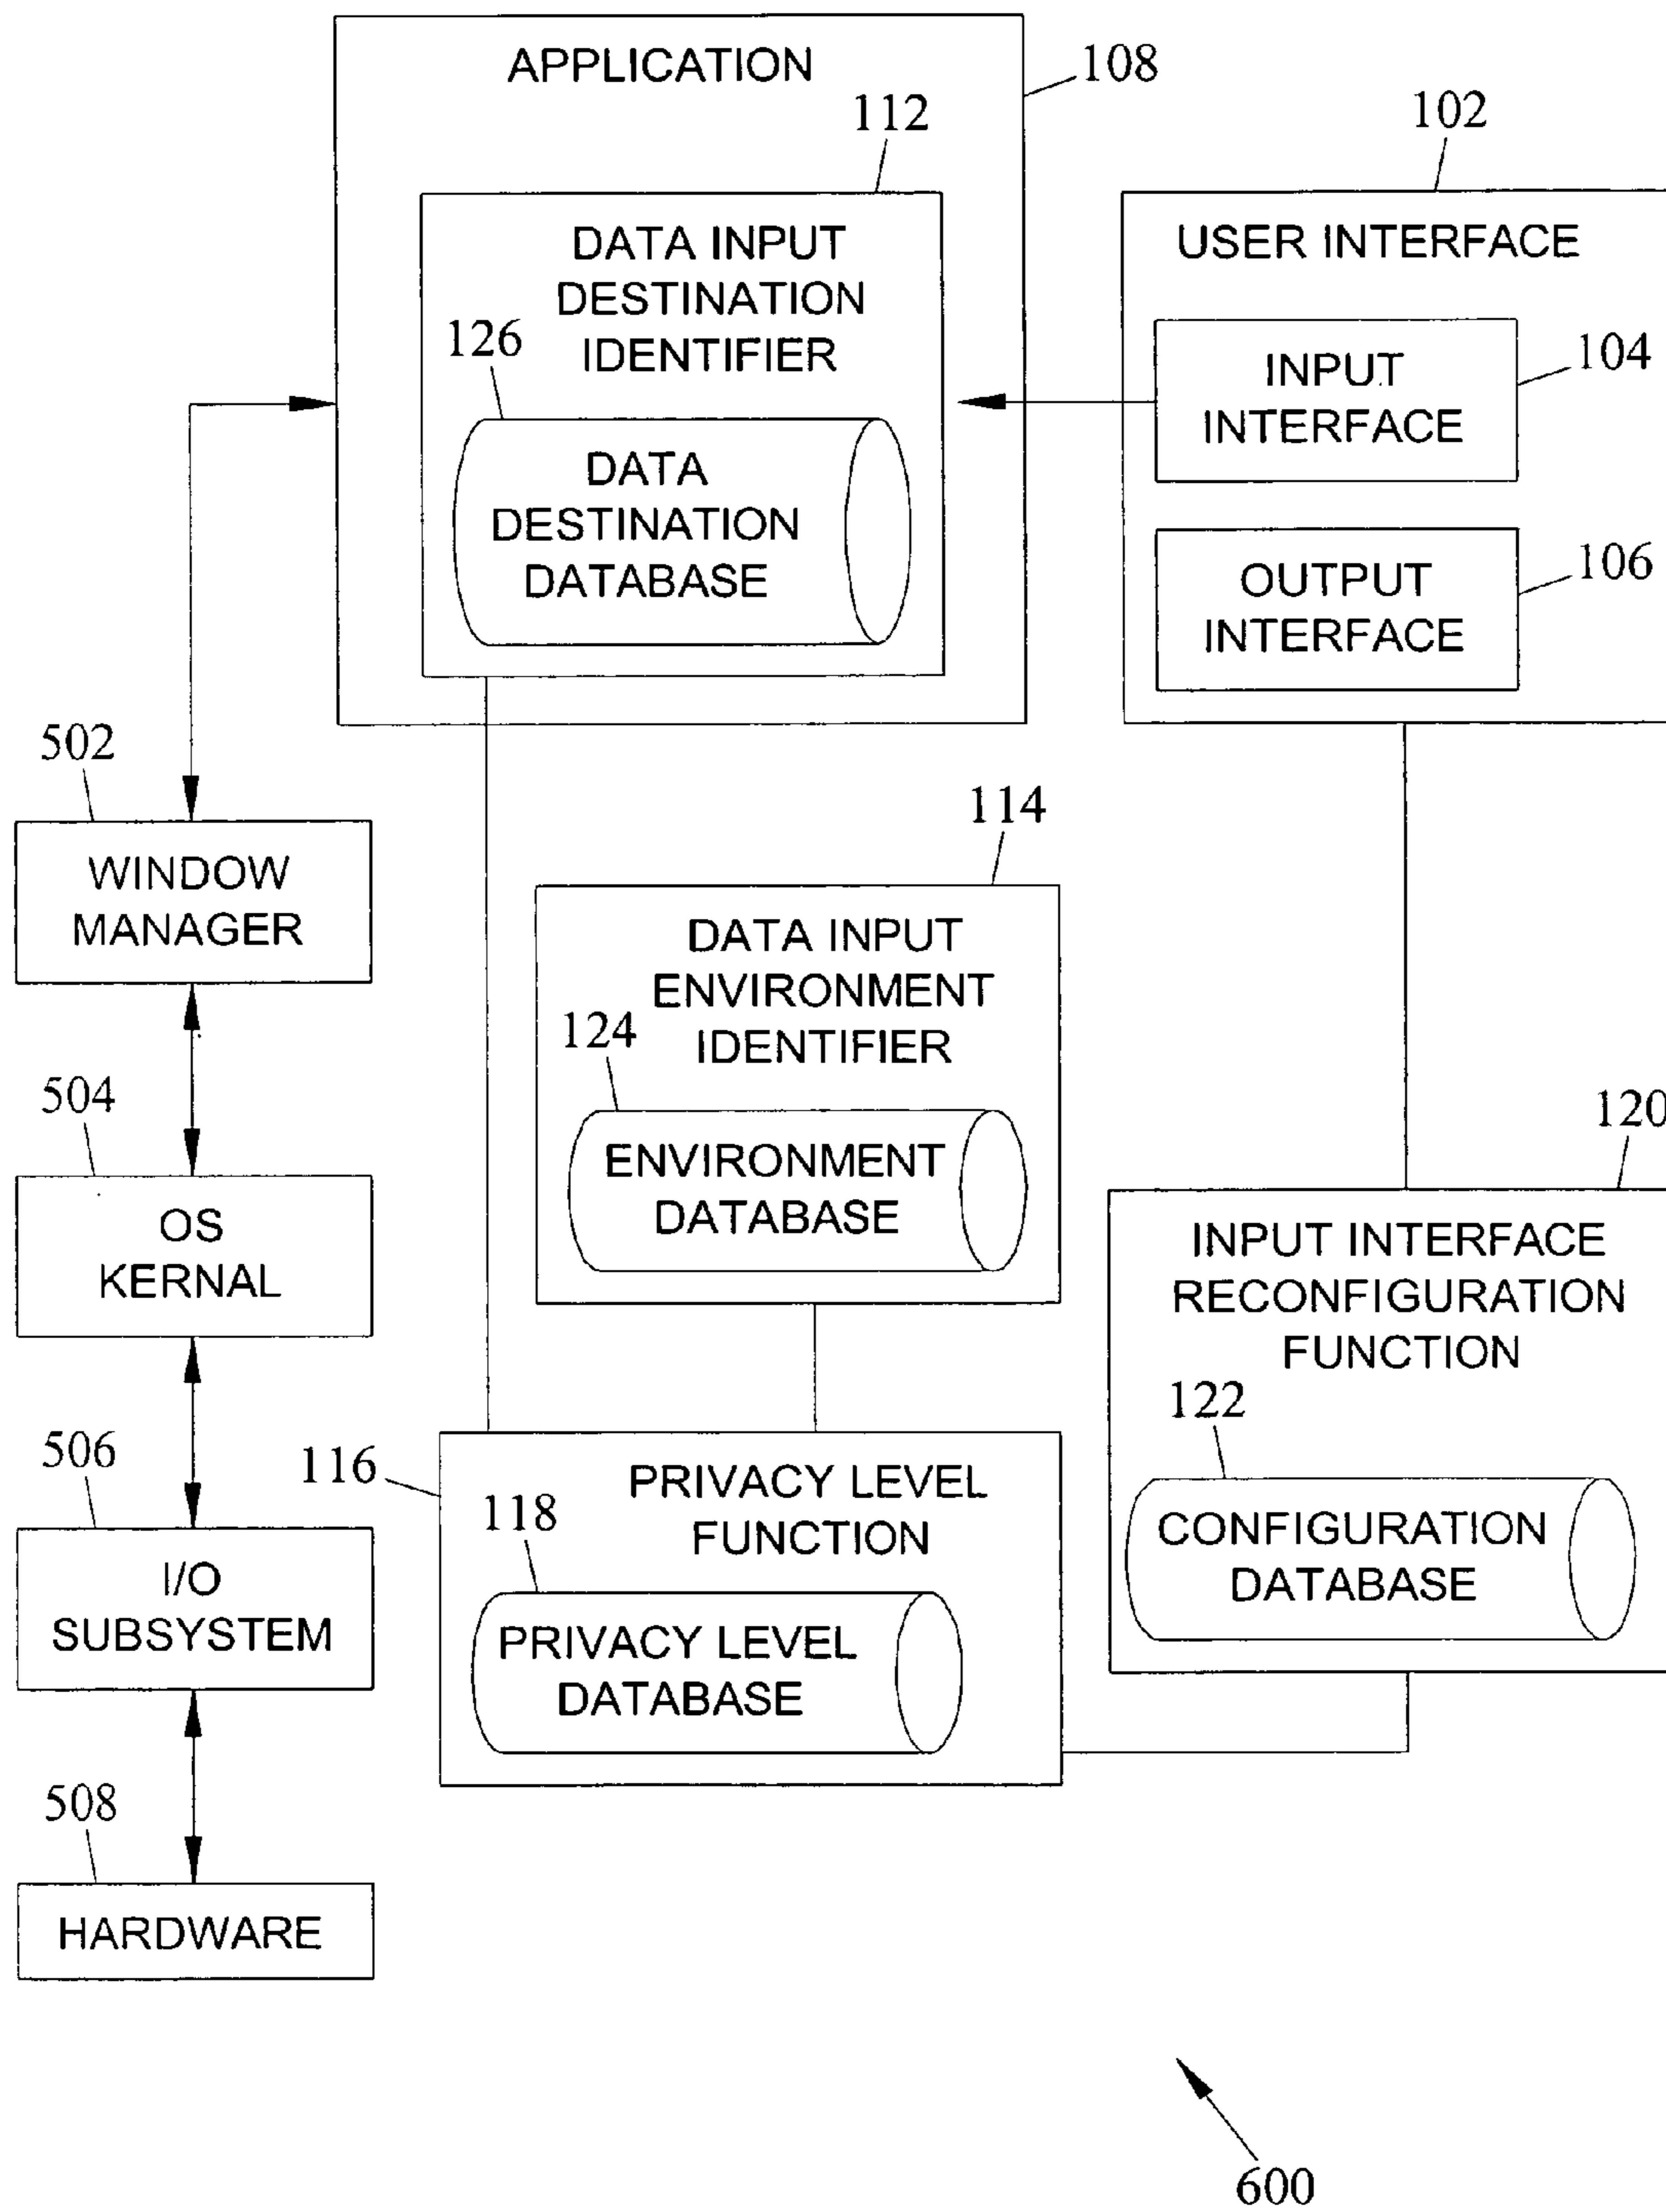 APPLICATION
108
112
102
DATA INPUT
DESTINATION
IDENTIFIER
126
DATA
DESTINATION
DATABASE
USER INTERFACE
INPUT
INTERFACE
104
OUTPUT
INTERFACE
106
502
WINDOW
MANAGER
114
DATA INPUT
ENVIRONMENT
IDENTIFIER
124
ENVIRONMENT
DATABASE
504
OS
KERNAL
120
INPUT INTERFACE
RECONFIGURATION
FUNCTION
122
CONFIGURATION
DATABASE
506
I/O
SUBSYSTEM
116
PRIVACY LEVEL
FUNCTION
118
PRIVACY LEVEL
DATABASE
508
HARDWARE
600